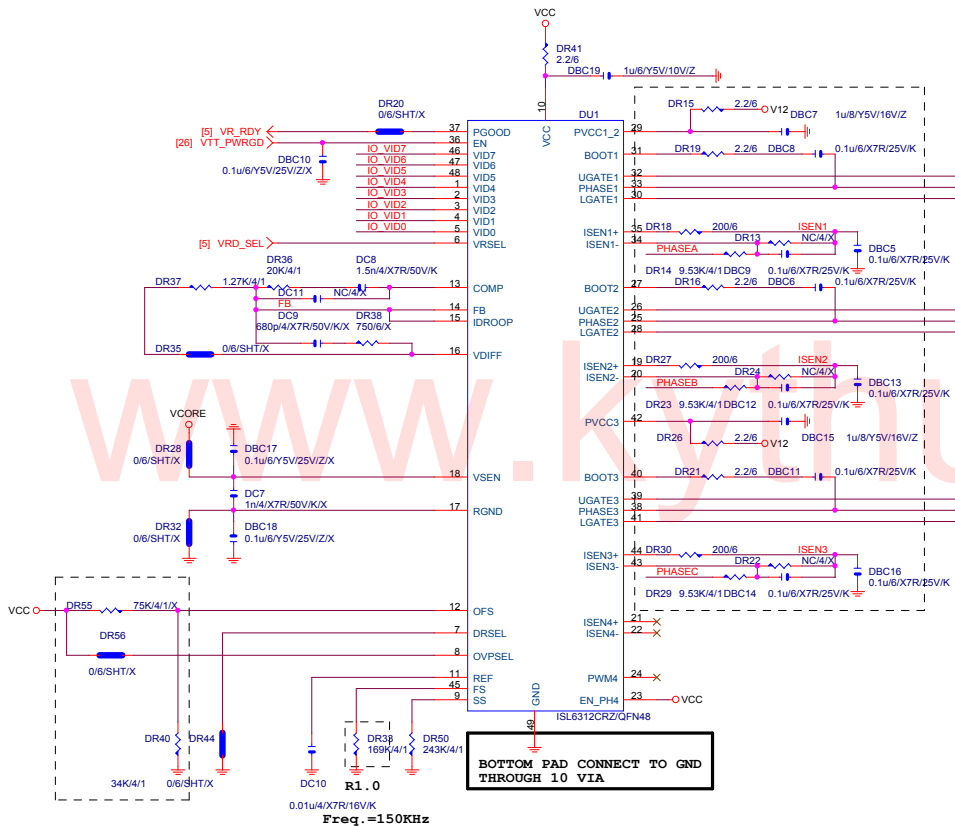 VCC
DR41
2.2/6
DBC19 1u/6/Y5V/10V/Z
DR20
0/6/SHT/X
[5] VR_RDY
[26] VTT_PWRGD
DBC10
0.1u/6/Y5V/25V/Z/X
IO_VID7
IO_VID6
IO_VID5
IO_VID4
IO_VID3
IO_VID2
IO_VID1
IO_VID0
[5] VRD_SEL
DR37
1.27K/4/1
DR36
20K/4/1
DC8
1.5n/4/X7R/50V/K
DC11 NC/4/X
FB
DC9
680p/4/X7R/50V/K/X
DR38
750/6/X
DR35
0/6/SHT/X
VCORE
DR28
0/6/SHT/X
DBC17
0.1u/6/Y5V/25V/Z/X
DC7
1n/4/X7R/50V/K/X
DR32
0/6/SHT/X
DBC18
0.1u/6/Y5V/25V/Z/X
VCC
DR55 75K/4/1/X
DR56
0/6/SHT/X
DR40
34K/4/1
DR44
0/6/SHT/X
DC10
0.01u/4/X7R/16V/K
DR33
169K/4/1
R1.0
Freq.=150KHz
DR50
243K/4/1
DU1
10 VCC
37 PGOOD
36 EN
46 VID7
47 VID6
48 VID5
1 VID4
2 VID3
3 VID2
4 VID1
5 VID0
6 VRSEL
13 COMP
14 FB
15 IDROOP
16 VDIFF
18 VSEN
17 RGND
12 OFS
7 DRSEL
8 OVPSEL
11 REF
45 FS
9 SS
49 GND
PVCC1_2 29
BOOT1 31
UGATE1 32
PHASE1 33
LGATE1 30
ISEN1+ 35
ISEN1- 34
BOOT2 27
UGATE2 26
PHASE2 25
LGATE2 28
ISEN2+ 19
ISEN2- 20
PVCC3 42
BOOT3 40
UGATE3 39
PHASE3 38
LGATE3 41
ISEN3+ 44
ISEN3- 43
ISEN4+ 21
ISEN4- 22
PWM4 24
EN_PH4 23
VCC
ISL6312CRZ/QFN48
BOTTOM PAD CONNECT TO GND
THROUGH 10 VIA
DR15 2.2/6
V12
DBC7 1u/8/Y5V/16V/Z
DR19 2.2/6 DBC8 0.1u/6/X7R/25V/K
DR18 200/6 ISEN1
DR13 NC/4/X
PHASEA
DBC5
0.1u/6/X7R/25V/K
DR14 9.53K/4/1 DBC9 0.1u/6/X7R/25V/K
DR16 2.2/6 DBC6 0.1u/6/X7R/25V/K
DR27 200/6 ISEN2
DR24 NC/4/X
PHASEB
DBC13
0.1u/6/X7R/25V/K
DR23 9.53K/4/1 DBC12 0.1u/6/X7R/25V/K
DR26 2.2/6
V12
DBC15 1u/8/Y5V/16V/Z
DR21 2.2/6 DBC11 0.1u/6/X7R/25V/K
DR30 200/6 ISEN3
DR22 NC/4/X
PHASEC
DBC16
0.1u/6/X7R/25V/K
DR29 9.53K/4/1 DBC14 0.1u/6/X7R/25V/K